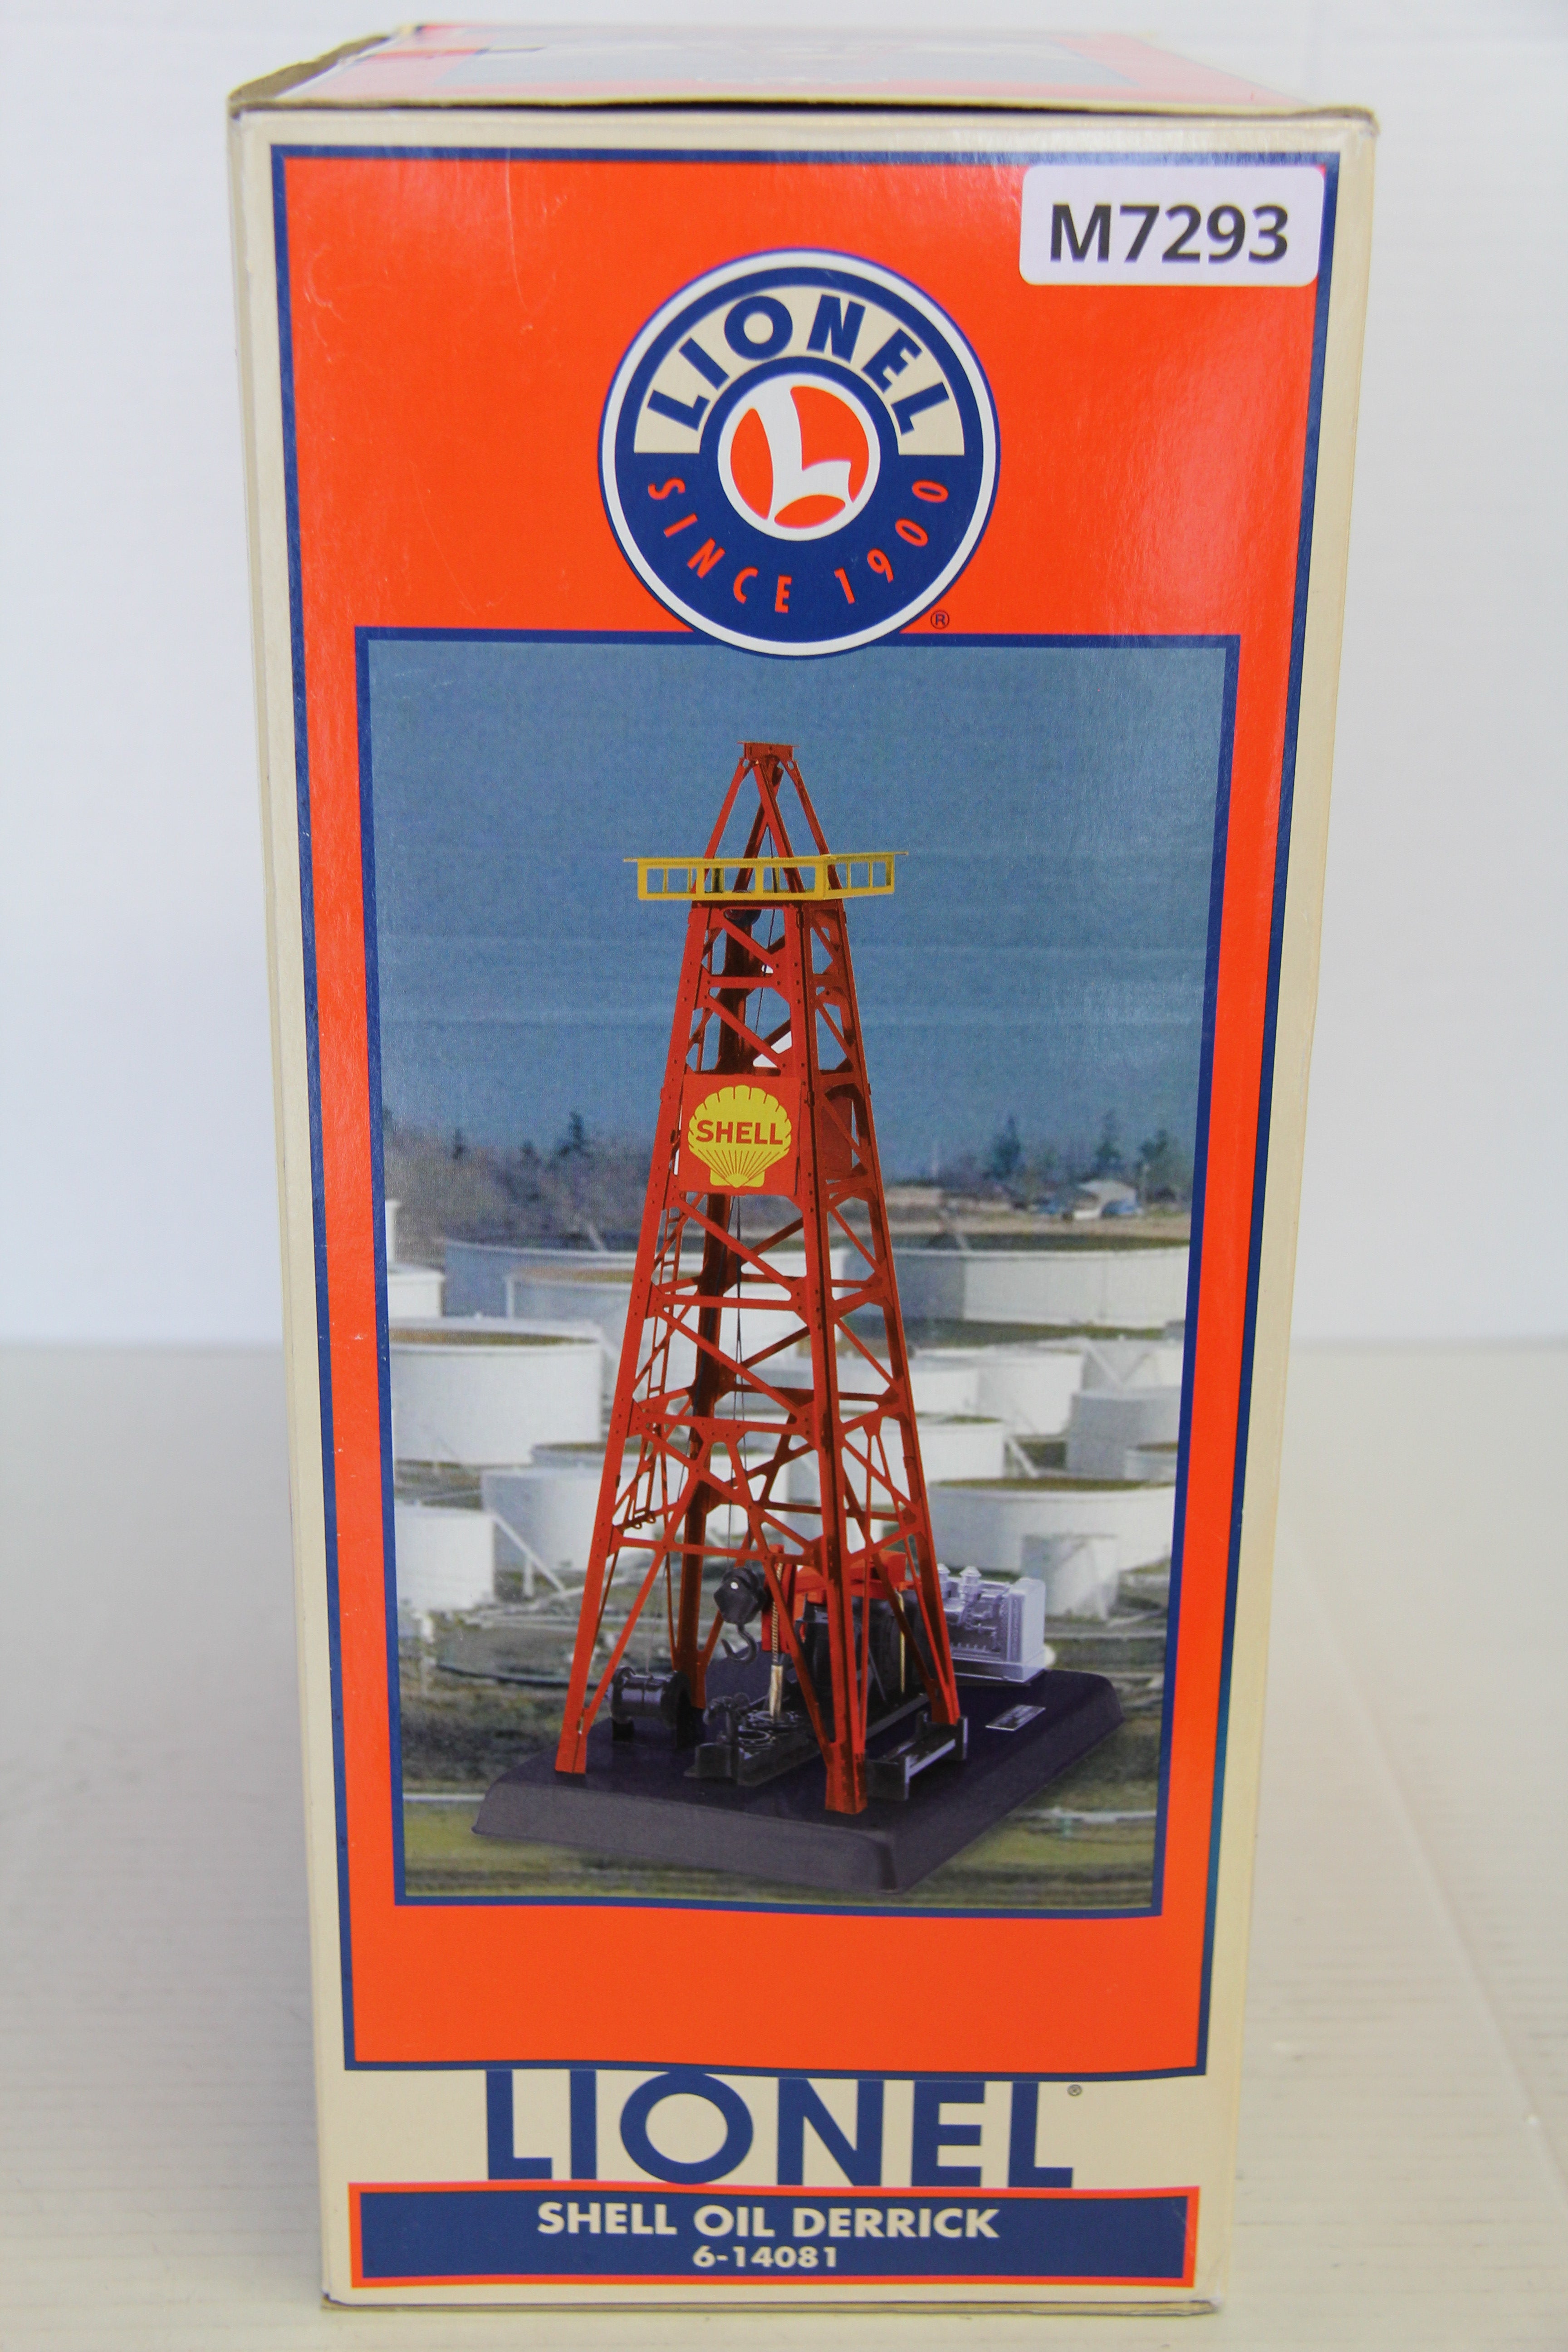 M7293
LIONEL
L
SINCE 1900
®
SHELL
LIONEL®
SHELL OIL DERRICK
6-14081